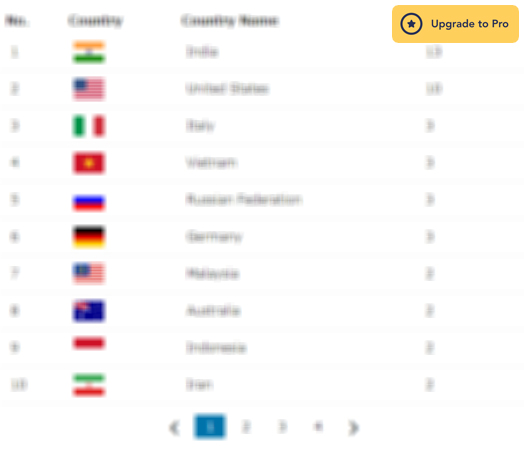 Upgrade to Pro
No. Country Country Name
1 India 13
2 United States 10
3 Italy 3
4 Vietnam 3
5 Russian Federation 3
6 Germany 3
7 Malaysia 2
8 Australia 2
9 Indonesia 2
10 Iran 2
1 2 3 4